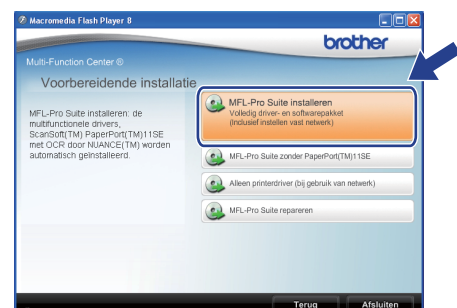 Macromedia Flash Player 8
brother
Multi-Function Center ®
Voorbereidende installatie
MFL-Pro Suite installeren: de
multifunctionele drivers,
ScanSoft(TM) PaperPort(TM)11SE
met OCR door NUANCE(TM) worden
automatisch geïnstalleerd.
MFL-Pro Suite installeren
Volledig driver- en softwarepakket
(Inclusief instellen vast netwerk)
MFL-Pro Suite zonder PaperPort(TM)11SE
Alleen printerdriver (bij gebruik van netwerk)
MFL-Pro Suite repareren
Terug
Afsluiten